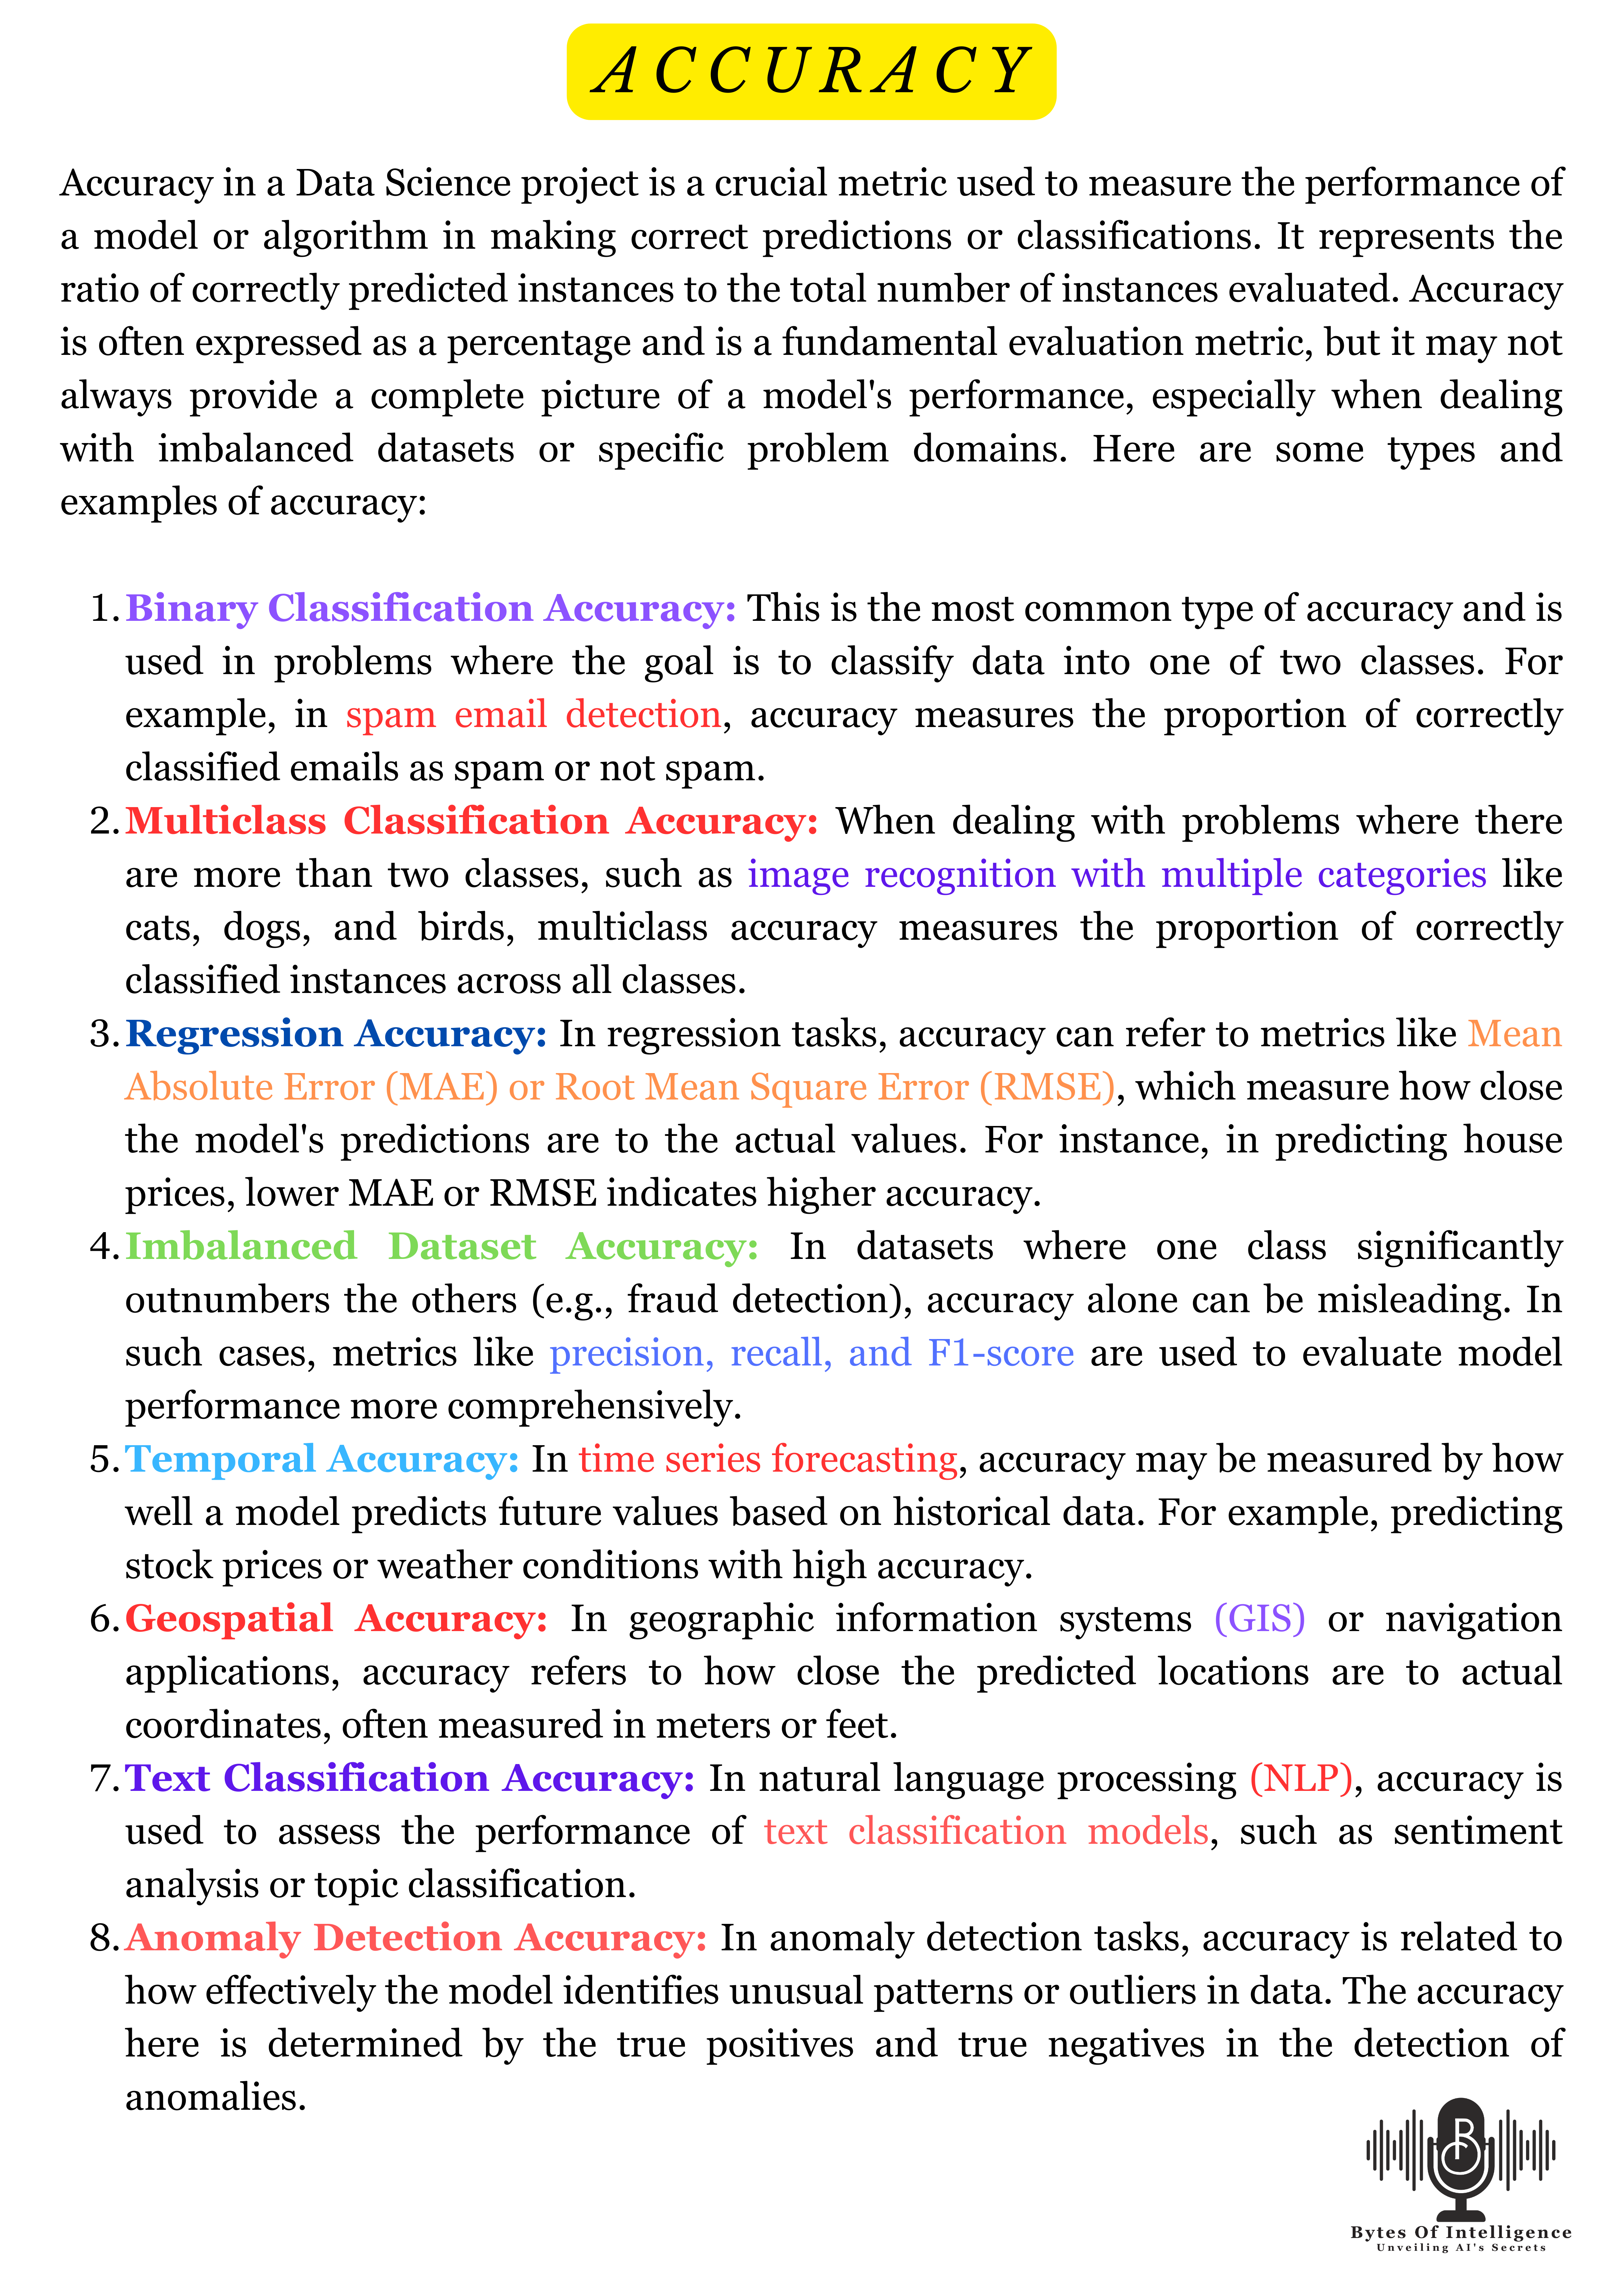 ACCURACY
Accuracy in a Data Science project is a crucial metric used to measure the performance of
a model or algorithm in making correct predictions or classifications. It represents the
ratio of correctly predicted instances to the total number of instances evaluated. Accuracy
is often expressed as a percentage and is a fundamental evaluation metric, but it may not
always provide a complete picture of a model's performance, especially when dealing
with imbalanced datasets or specific problem domains. Here are some types and
examples of accuracy:
1. Binary Classification Accuracy: This is the most common type of accuracy and is
used in problems where the goal is to classify data into one of two classes. For
example, in spam email detection, accuracy measures the proportion of correctly
classified emails as spam or not spam.
2. Multiclass Classification Accuracy: When dealing with problems where there
are more than two classes, such as image recognition with multiple categories like
cats, dogs, and birds, multiclass accuracy measures the proportion of correctly
classified instances across all classes.
3. Regression Accuracy: In regression tasks, accuracy can refer to metrics like Mean
Absolute Error (MAE) or Root Mean Square Error (RMSE), which measure how close
the model's predictions are to the actual values. For instance, in predicting house
prices, lower MAE or RMSE indicates higher accuracy.
4. Imbalanced Dataset Accuracy: In datasets where one class significantly
outnumbers the others (e.g., fraud detection), accuracy alone can be misleading. In
such cases, metrics like precision, recall, and F1-score are used to evaluate model
performance more comprehensively.
5. Temporal Accuracy: In time series forecasting, accuracy may be measured by how
well a model predicts future values based on historical data. For example, predicting
stock prices or weather conditions with high accuracy.
6. Geospatial Accuracy: In geographic information systems (GIS) or navigation
applications, accuracy refers to how close the predicted locations are to actual
coordinates, often measured in meters or feet.
7. Text Classification Accuracy: In natural language processing (NLP), accuracy is
used to assess the performance of text classification models, such as sentiment
analysis or topic classification.
8. Anomaly Detection Accuracy: In anomaly detection tasks, accuracy is related to
how effectively the model identifies unusual patterns or outliers in data. The accuracy
here is determined by the true positives and true negatives in the detection of
anomalies.
Bytes Of Intelligence
Unveiling AI's Secrets